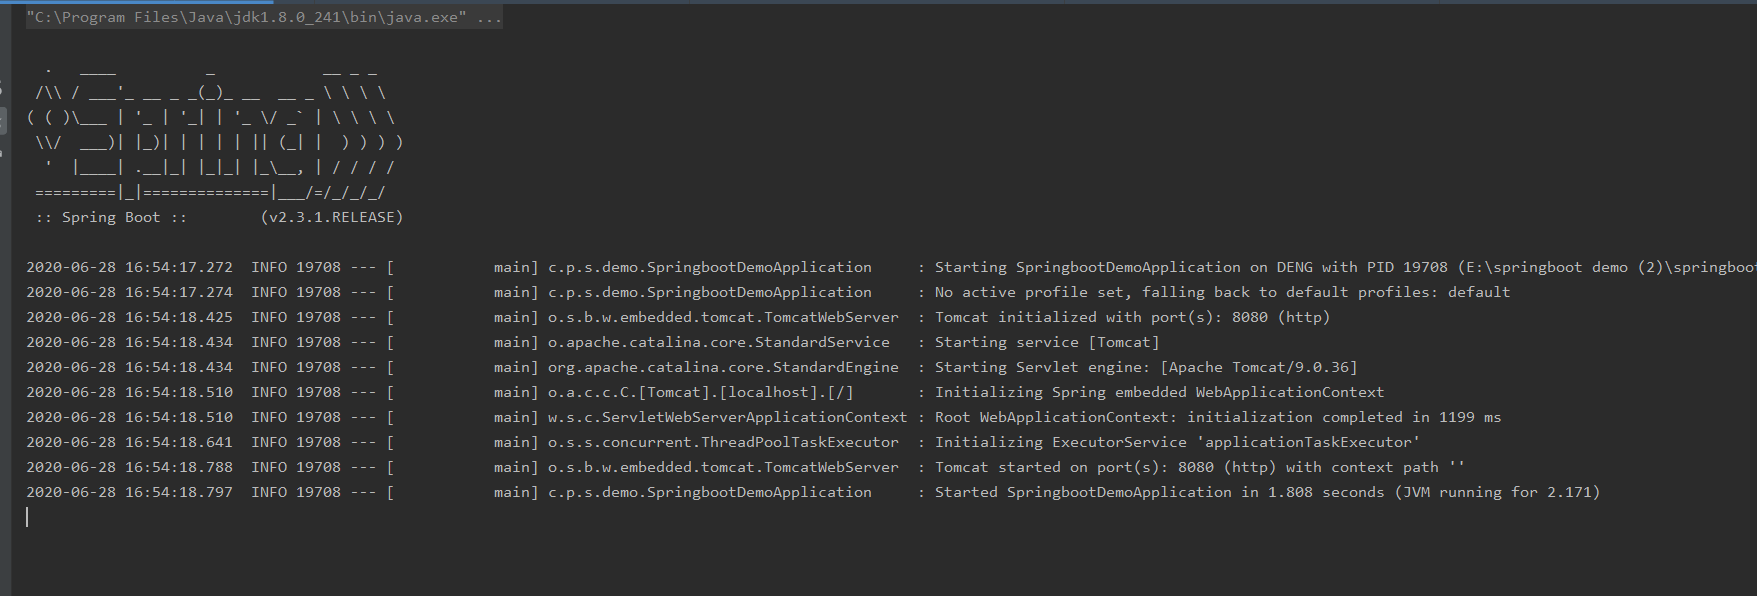 "C:\Program Files\Java\jdk1.8.0_241\bin\java.exe" ...
  .   ____          _            __ _ _
 /\\ / ___'_ __ _ _(_)_ __  __ _ \ \ \ \
( ( )\___ | '_ | '_| | '_ \/ _` | \ \ \ \
 \\/  ___)| |_)| | | | | || (_| |  ) ) ) )
  '  |____| .__|_| |_|_| |_\__, | / / / /
 =========|_|==============|___/=/_/_/_/
 :: Spring Boot ::        (v2.3.1.RELEASE)
2020-06-28 16:54:17.272  INFO 19708 --- [           main] c.p.s.demo.SpringbootDemoApplication     : Starting SpringbootDemoApplication on DENG with PID 19708 (E:\springboot demo (2)\springboot
2020-06-28 16:54:17.274  INFO 19708 --- [           main] c.p.s.demo.SpringbootDemoApplication     : No active profile set, falling back to default profiles: default
2020-06-28 16:54:18.425  INFO 19708 --- [           main] o.s.b.w.embedded.tomcat.TomcatWebServer  : Tomcat initialized with port(s): 8080 (http)
2020-06-28 16:54:18.434  INFO 19708 --- [           main] o.apache.catalina.core.StandardService   : Starting service [Tomcat]
2020-06-28 16:54:18.434  INFO 19708 --- [           main] org.apache.catalina.core.StandardEngine  : Starting Servlet engine: [Apache Tomcat/9.0.36]
2020-06-28 16:54:18.510  INFO 19708 --- [           main] o.a.c.c.C.[Tomcat].[localhost].[/]       : Initializing Spring embedded WebApplicationContext
2020-06-28 16:54:18.510  INFO 19708 --- [           main] w.s.c.ServletWebServerApplicationContext : Root WebApplicationContext: initialization completed in 1199 ms
2020-06-28 16:54:18.641  INFO 19708 --- [           main] o.s.s.concurrent.ThreadPoolTaskExecutor  : Initializing ExecutorService 'applicationTaskExecutor'
2020-06-28 16:54:18.788  INFO 19708 --- [           main] o.s.b.w.embedded.tomcat.TomcatWebServer  : Tomcat started on port(s): 8080 (http) with context path ''
2020-06-28 16:54:18.797  INFO 19708 --- [           main] c.p.s.demo.SpringbootDemoApplication     : Started SpringbootDemoApplication in 1.808 seconds (JVM running for 2.171)